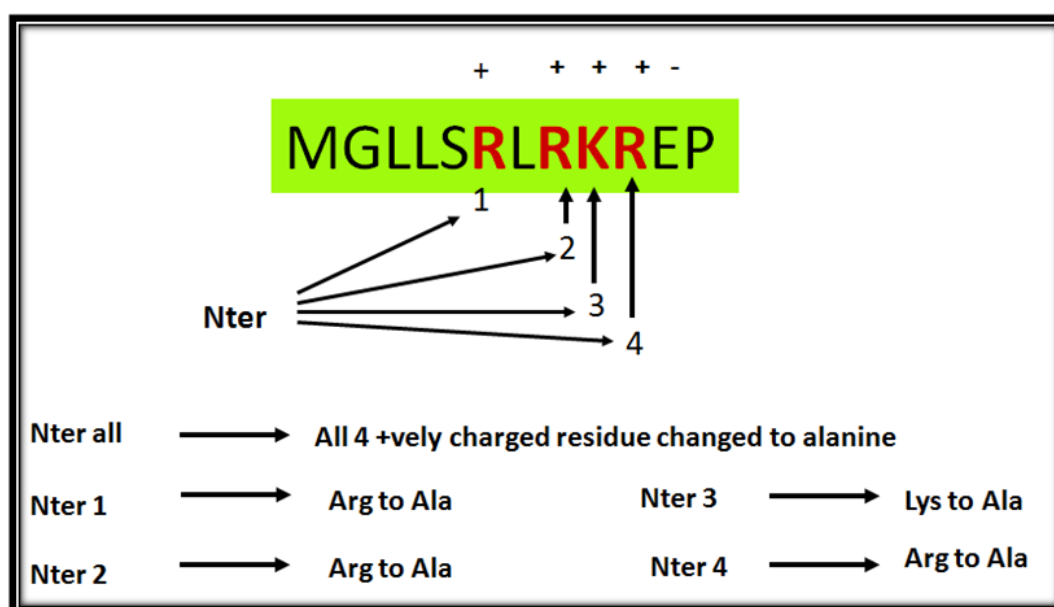 + + + + -
MGLLSRLRKREP
1
2
3
Nter
4
Nter all All 4 +vely charged residue changed to alanine
Nter 1 Arg to Ala Nter 3 Lys to Ala
Nter 2 Arg to Ala Nter 4 Arg to Ala